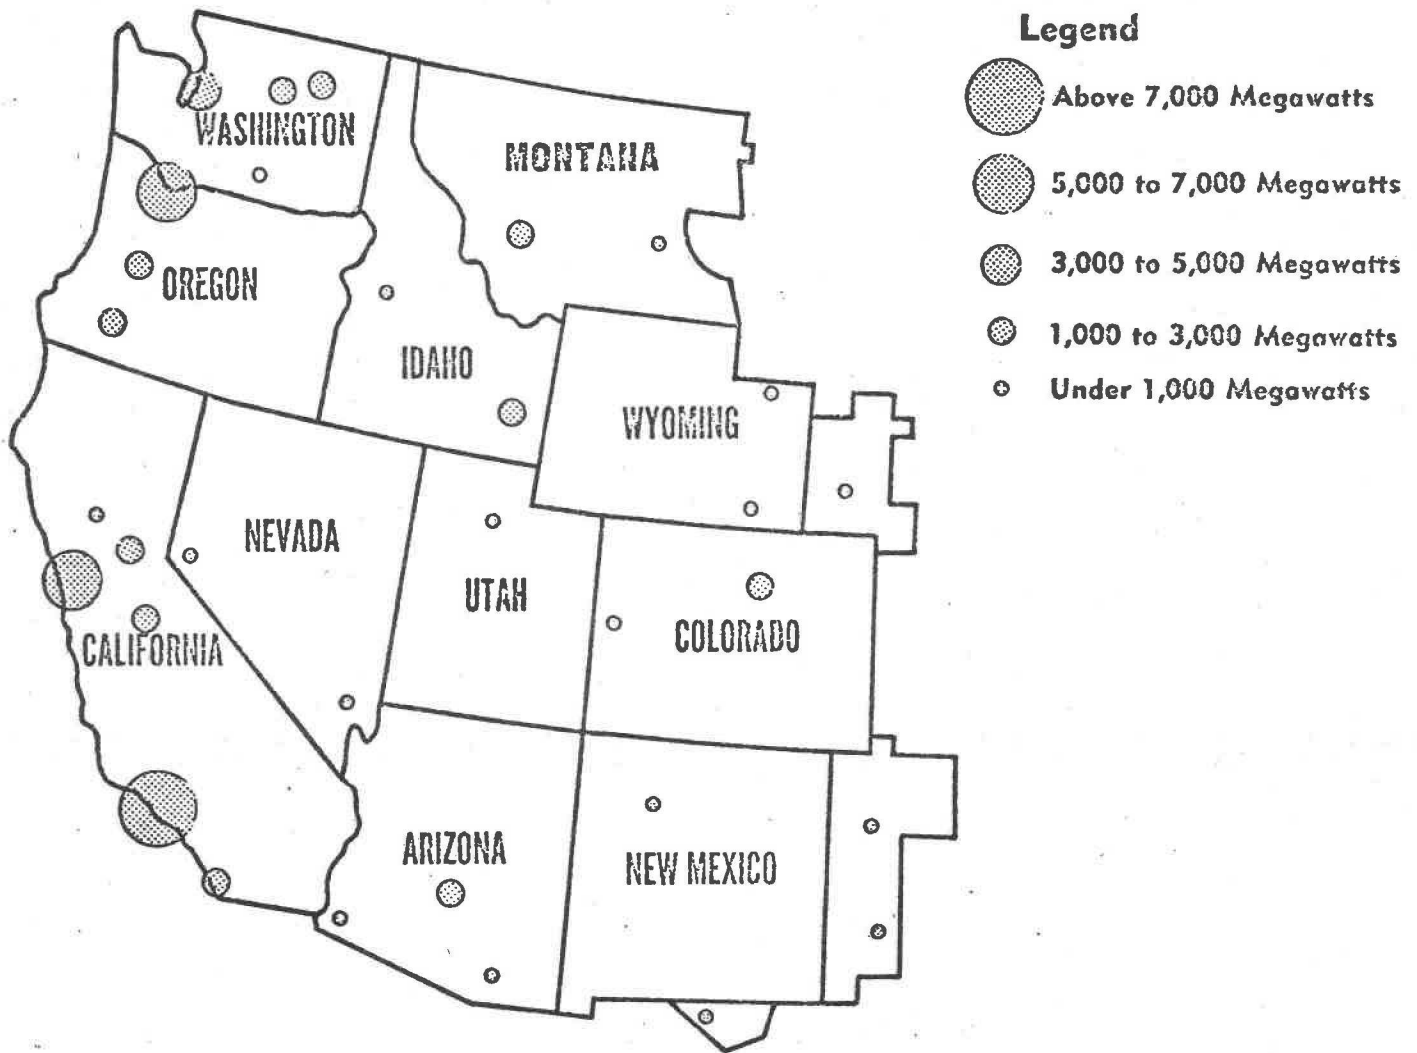 Legend
Above 7,000 Megawatts
5,000 to 7,000 Megawatts
3,000 to 5,000 Megawatts
1,000 to 3,000 Megawatts
Under 1,000 Megawatts
WASHINGTON
MONTANA
OREGON
IDAHO
WYOMING
NEVADA
UTAH
COLORADO
CALIFORNIA
ARIZONA
NEW MEXICO